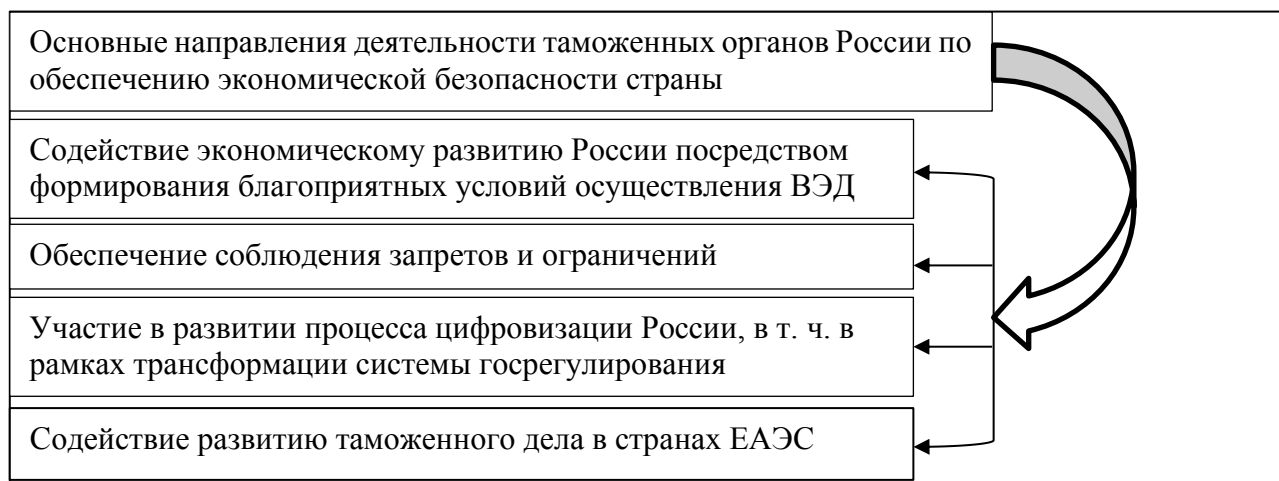 Основные направления деятельности таможенных органов России по
обеспечению экономической безопасности страны
Содействие экономическому развитию России посредством
формирования благоприятных условий осуществления ВЭД
Обеспечение соблюдения запретов и ограничений
Участие в развитии процесса цифровизации России, в т. ч. в
рамках трансформации системы госрегулирования
Содействие развитию таможенного дела в странах ЕАЭС